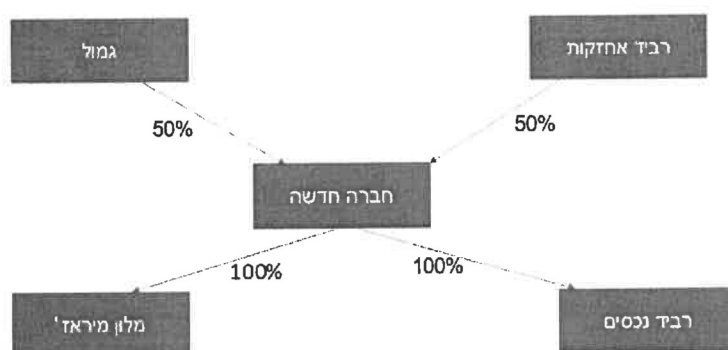 רביד אחזקות
גמול
50%
50%
חברה חדשה
100%
100%
רביד נכסים
מלון מיראז'